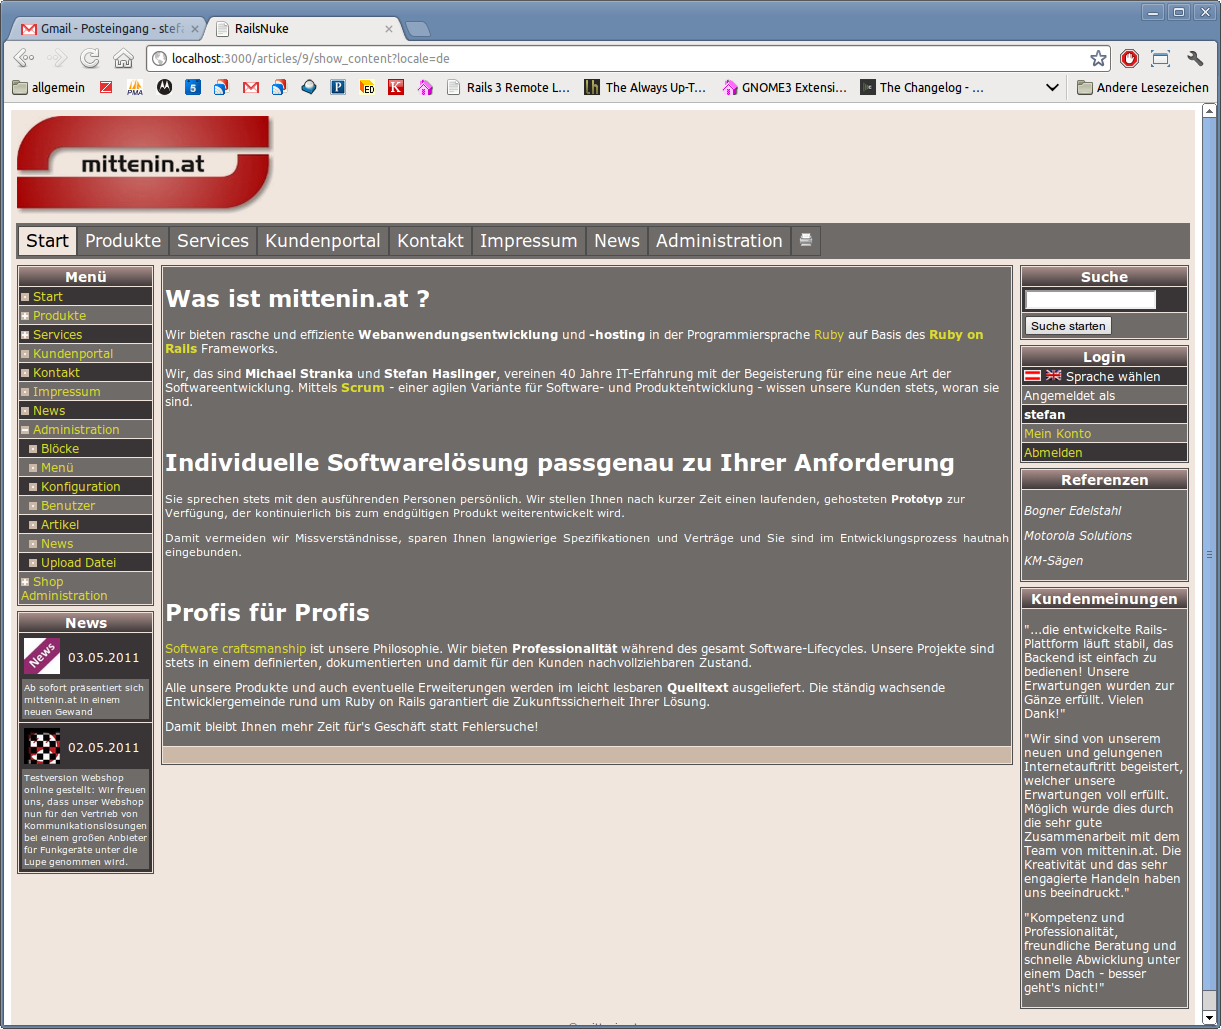 Gmail - Posteingang - stefa
RailsNuke
localhost:3000/articles/9/show_content?locale=de
allgemein
PMA
5
P
ED
K
Rails 3 Remote L...
lh
The Always Up-T...
GNOME3 Extensi...
The Changelog - ...
Andere Lesezeichen
mittenin.at
Start Produkte Services Kundenportal Kontakt Impressum News Administration
Menü
Start
Produkte
Services
Kundenportal
Kontakt
Impressum
News
Administration
Blöcke
Menü
Konfiguration
Benutzer
Artikel
News
Upload Datei
Shop
Administration
News
News
03.05.2011
Ab sofort präsentiert sich
mittenin.at in einem
neuen Gewand
02.05.2011
Testversion Webshop
online gestellt: Wir freuen
uns, dass unser Webshop
nun für den Vertrieb von
Kommunikationslösungen
bei einem großen Anbieter
für Funkgeräte unter die
Lupe genommen wird.
Was ist mittenin.at ?
Wir bieten rasche und effiziente Webanwendungsentwicklung und -hosting in der Programmiersprache Ruby auf Basis des Ruby on
Rails Frameworks.
Wir, das sind Michael Stranka und Stefan Haslinger, vereinen 40 Jahre IT-Erfahrung mit der Begeisterung für eine neue Art der
Softwareentwicklung. Mittels Scrum - einer agilen Variante für Software- und Produktentwicklung - wissen unsere Kunden stets, woran sie
sind.
Individuelle Softwarelösung passgenau zu Ihrer Anforderung
Sie sprechen stets mit den ausführenden Personen persönlich. Wir stellen Ihnen nach kurzer Zeit einen laufenden, gehosteten Prototyp zur
Verfügung, der kontinuierlich bis zum endgültigen Produkt weiterentwickelt wird.
Damit vermeiden wir Missverständnisse, sparen Ihnen langwierige Spezifikationen und Verträge und Sie sind im Entwicklungsprozess hautnah
eingebunden.
Profis für Profis
Software craftsmanship ist unsere Philosophie. Wir bieten Professionalität während des gesamt Software-Lifecycles. Unsere Projekte sind
stets in einem definierten, dokumentierten und damit für den Kunden nachvollziehbaren Zustand.
Alle unsere Produkte und auch eventuelle Erweiterungen werden im leicht lesbaren Quelltext ausgeliefert. Die ständig wachsende
Entwicklergemeinde rund um Ruby on Rails garantiert die Zukunftssicherheit Ihrer Lösung.
Damit bleibt Ihnen mehr Zeit für's Geschäft statt Fehlersuche!
Suche
Suche starten
Login
Sprache wählen
Angemeldet als
stefan
Mein Konto
Abmelden
Referenzen
Bogner Edelstahl
Motorola Solutions
KM-Sägen
Kundenmeinungen
"...die entwickelte Rails-
Plattform läuft stabil, das
Backend ist einfach zu
bedienen! Unsere
Erwartungen wurden zur
Gänze erfüllt. Vielen
Dank!"
"Wir sind von unserem
neuen und gelungenen
Internetauftritt begeistert,
welcher unsere
Erwartungen voll erfüllt.
Möglich wurde dies durch
die sehr gute
Zusammenarbeit mit dem
Team von mittenin.at. Die
Kreativität und das sehr
engagierte Handeln haben
uns beeindruckt."
"Kompetenz und
Professionalität,
freundliche Beratung und
schnelle Abwicklung unter
einem Dach - besser
geht's nicht!"